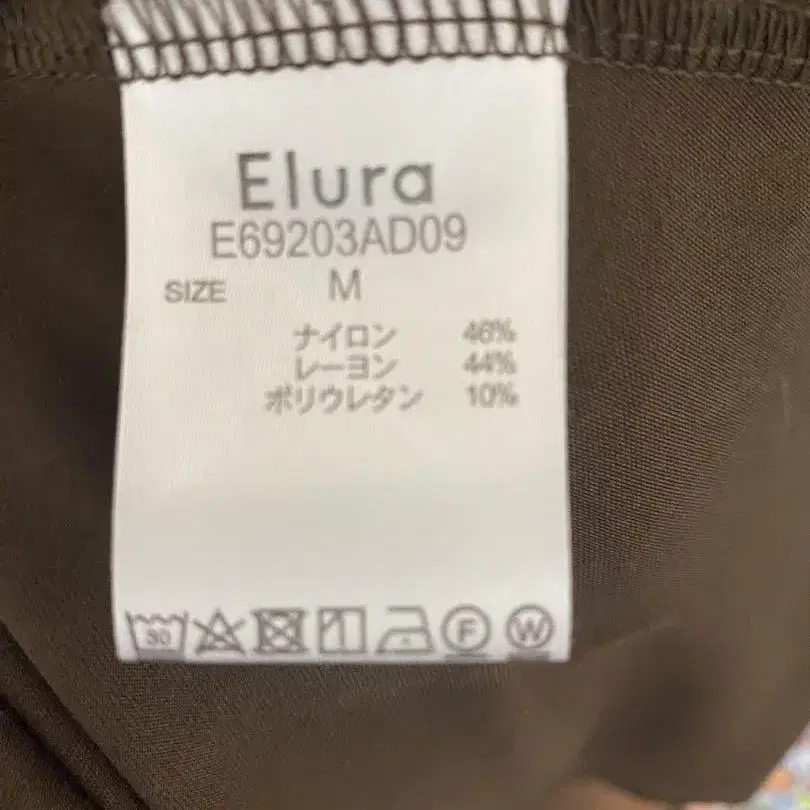 Elura
E69203AD09
SIZE M
ナイロン 46%
レーヨン 44%
ポリウレタン 10%
30 F W